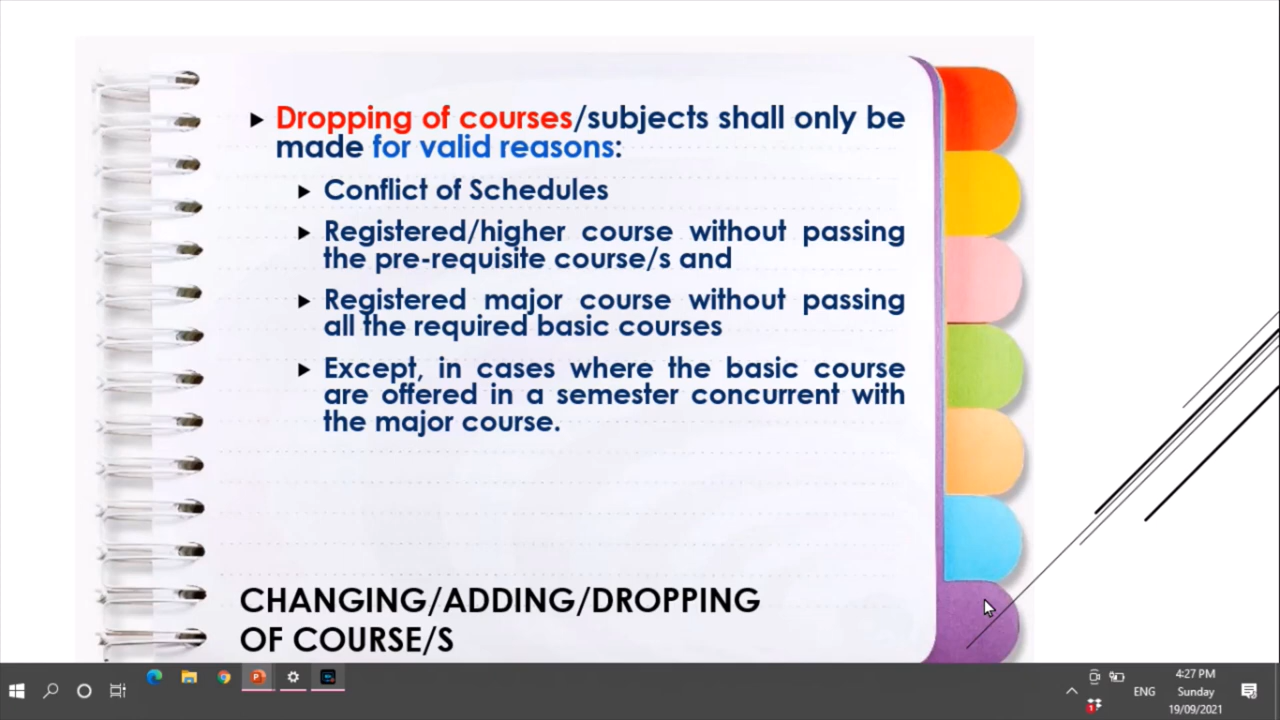 Dropping of courses/subjects shall only be
made for valid reasons:
Conflict of Schedules
Registered/higher course without passing
the pre-requisite course/s and
Registered major course without passing
all the required basic courses
Except, in cases where the basic course
are offered in a semester concurrent with
the major course.
CHANGING/ADDING/DROPPING
OF COURSE/S
4:27 PM
ENG
Sunday
19/09/2021
1